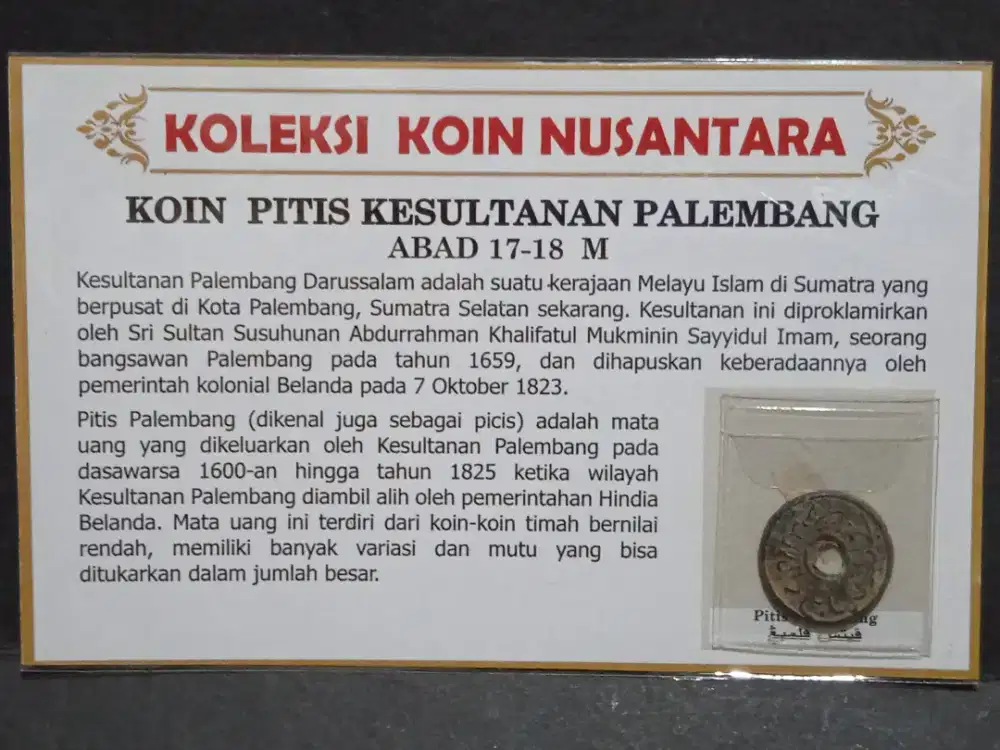 KOLEKSI KOIN NUSANTARA
KOIN PITIS KESULTANAN PALEMBANG
ABAD 17-18 M
Kesultanan Palembang Darussalam adalah suatu kerajaan Melayu Islam di Sumatra yang
berpusat di Kota Palembang, Sumatra Selatan sekarang. Kesultanan ini diproklamirkan
oleh Sri Sultan Susuhunan Abdurrahman Khalifatul Mukminin Sayyidul Imam, seorang
bangsawan Palembang pada tahun 1659, dan dihapuskan keberadaannya oleh
pemerintah kolonial Belanda pada 7 Oktober 1823.
Pitis Palembang (dikenal juga sebagai picis) adalah mata
uang yang dikeluarkan oleh Kesultanan Palembang pada
dasawarsa 1600-an hingga tahun 1825 ketika wilayah
Kesultanan Palembang diambil alih oleh pemerintahan Hindia
Belanda. Mata uang ini terdiri dari koin-koin timah bernilai
rendah, memiliki banyak variasi dan mutu yang bisa
ditukarkan dalam jumlah besar.